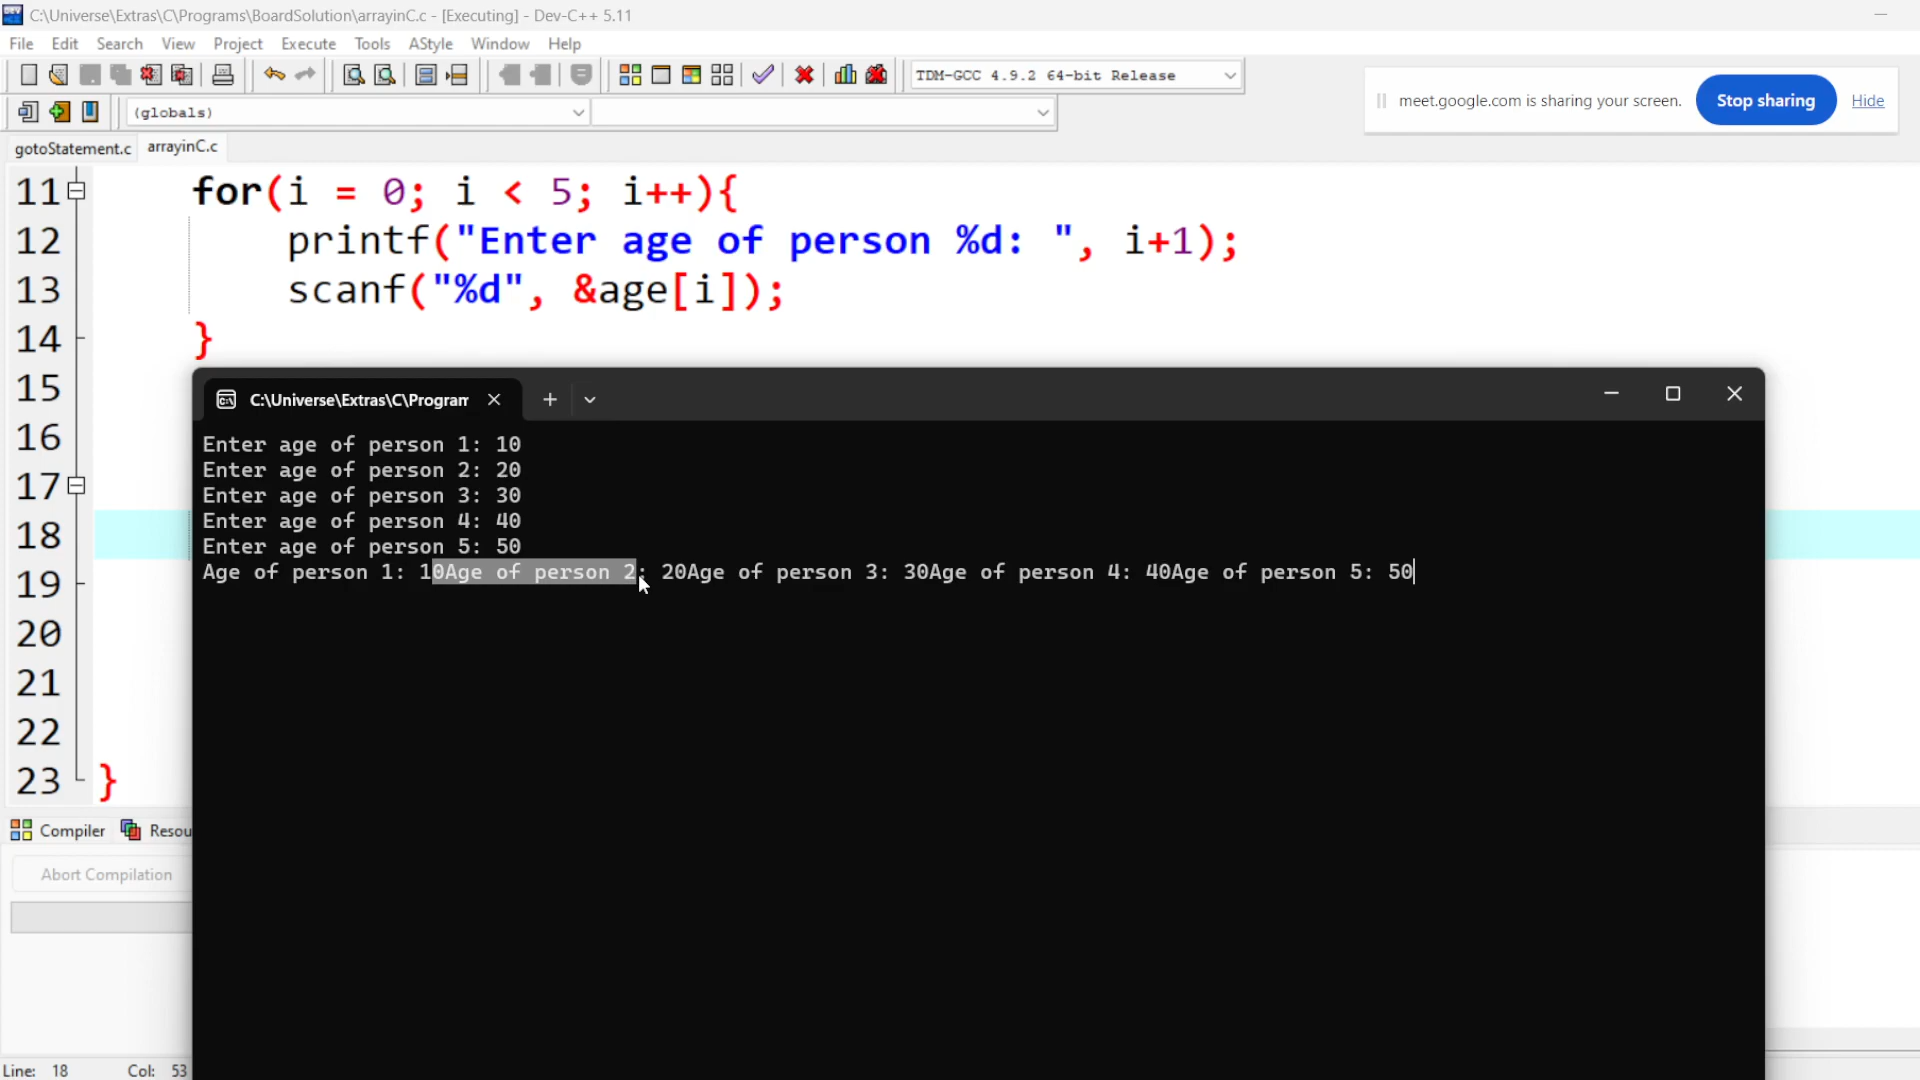 C:\Universe\Extras\C\Programs\BoardSolution\arrayinC.c - [Executing] - Dev-C++ 5.11
File Edit Search View Project Execute Tools AStyle Window Help
TDM-GCC 4.9.2 64-bit Release
meet.google.com is sharing your screen. Stop sharing Hide
(globals)
gotoStatement.c arrayinC.c
11 for(i = 0; i < 5; i++){
12 printf("Enter age of person %d: ", i+1);
13 scanf("%d", &age[i]);
14 }
15
16
17
18
19
20
21
22
23 }
C:\Universe\Extras\C\Program
Enter age of person 1: 10
Enter age of person 2: 20
Enter age of person 3: 30
Enter age of person 4: 40
Enter age of person 5: 50
Age of person 1: 10Age of person 2: 20Age of person 3: 30Age of person 4: 40Age of person 5: 50
Compiler Resou
Abort Compilation
Line: 18 Col: 53